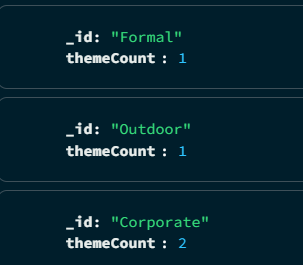 _id: "Formal"
themeCount : 1
_id: "Outdoor"
themeCount : 1
_id: "Corporate"
themeCount : 2